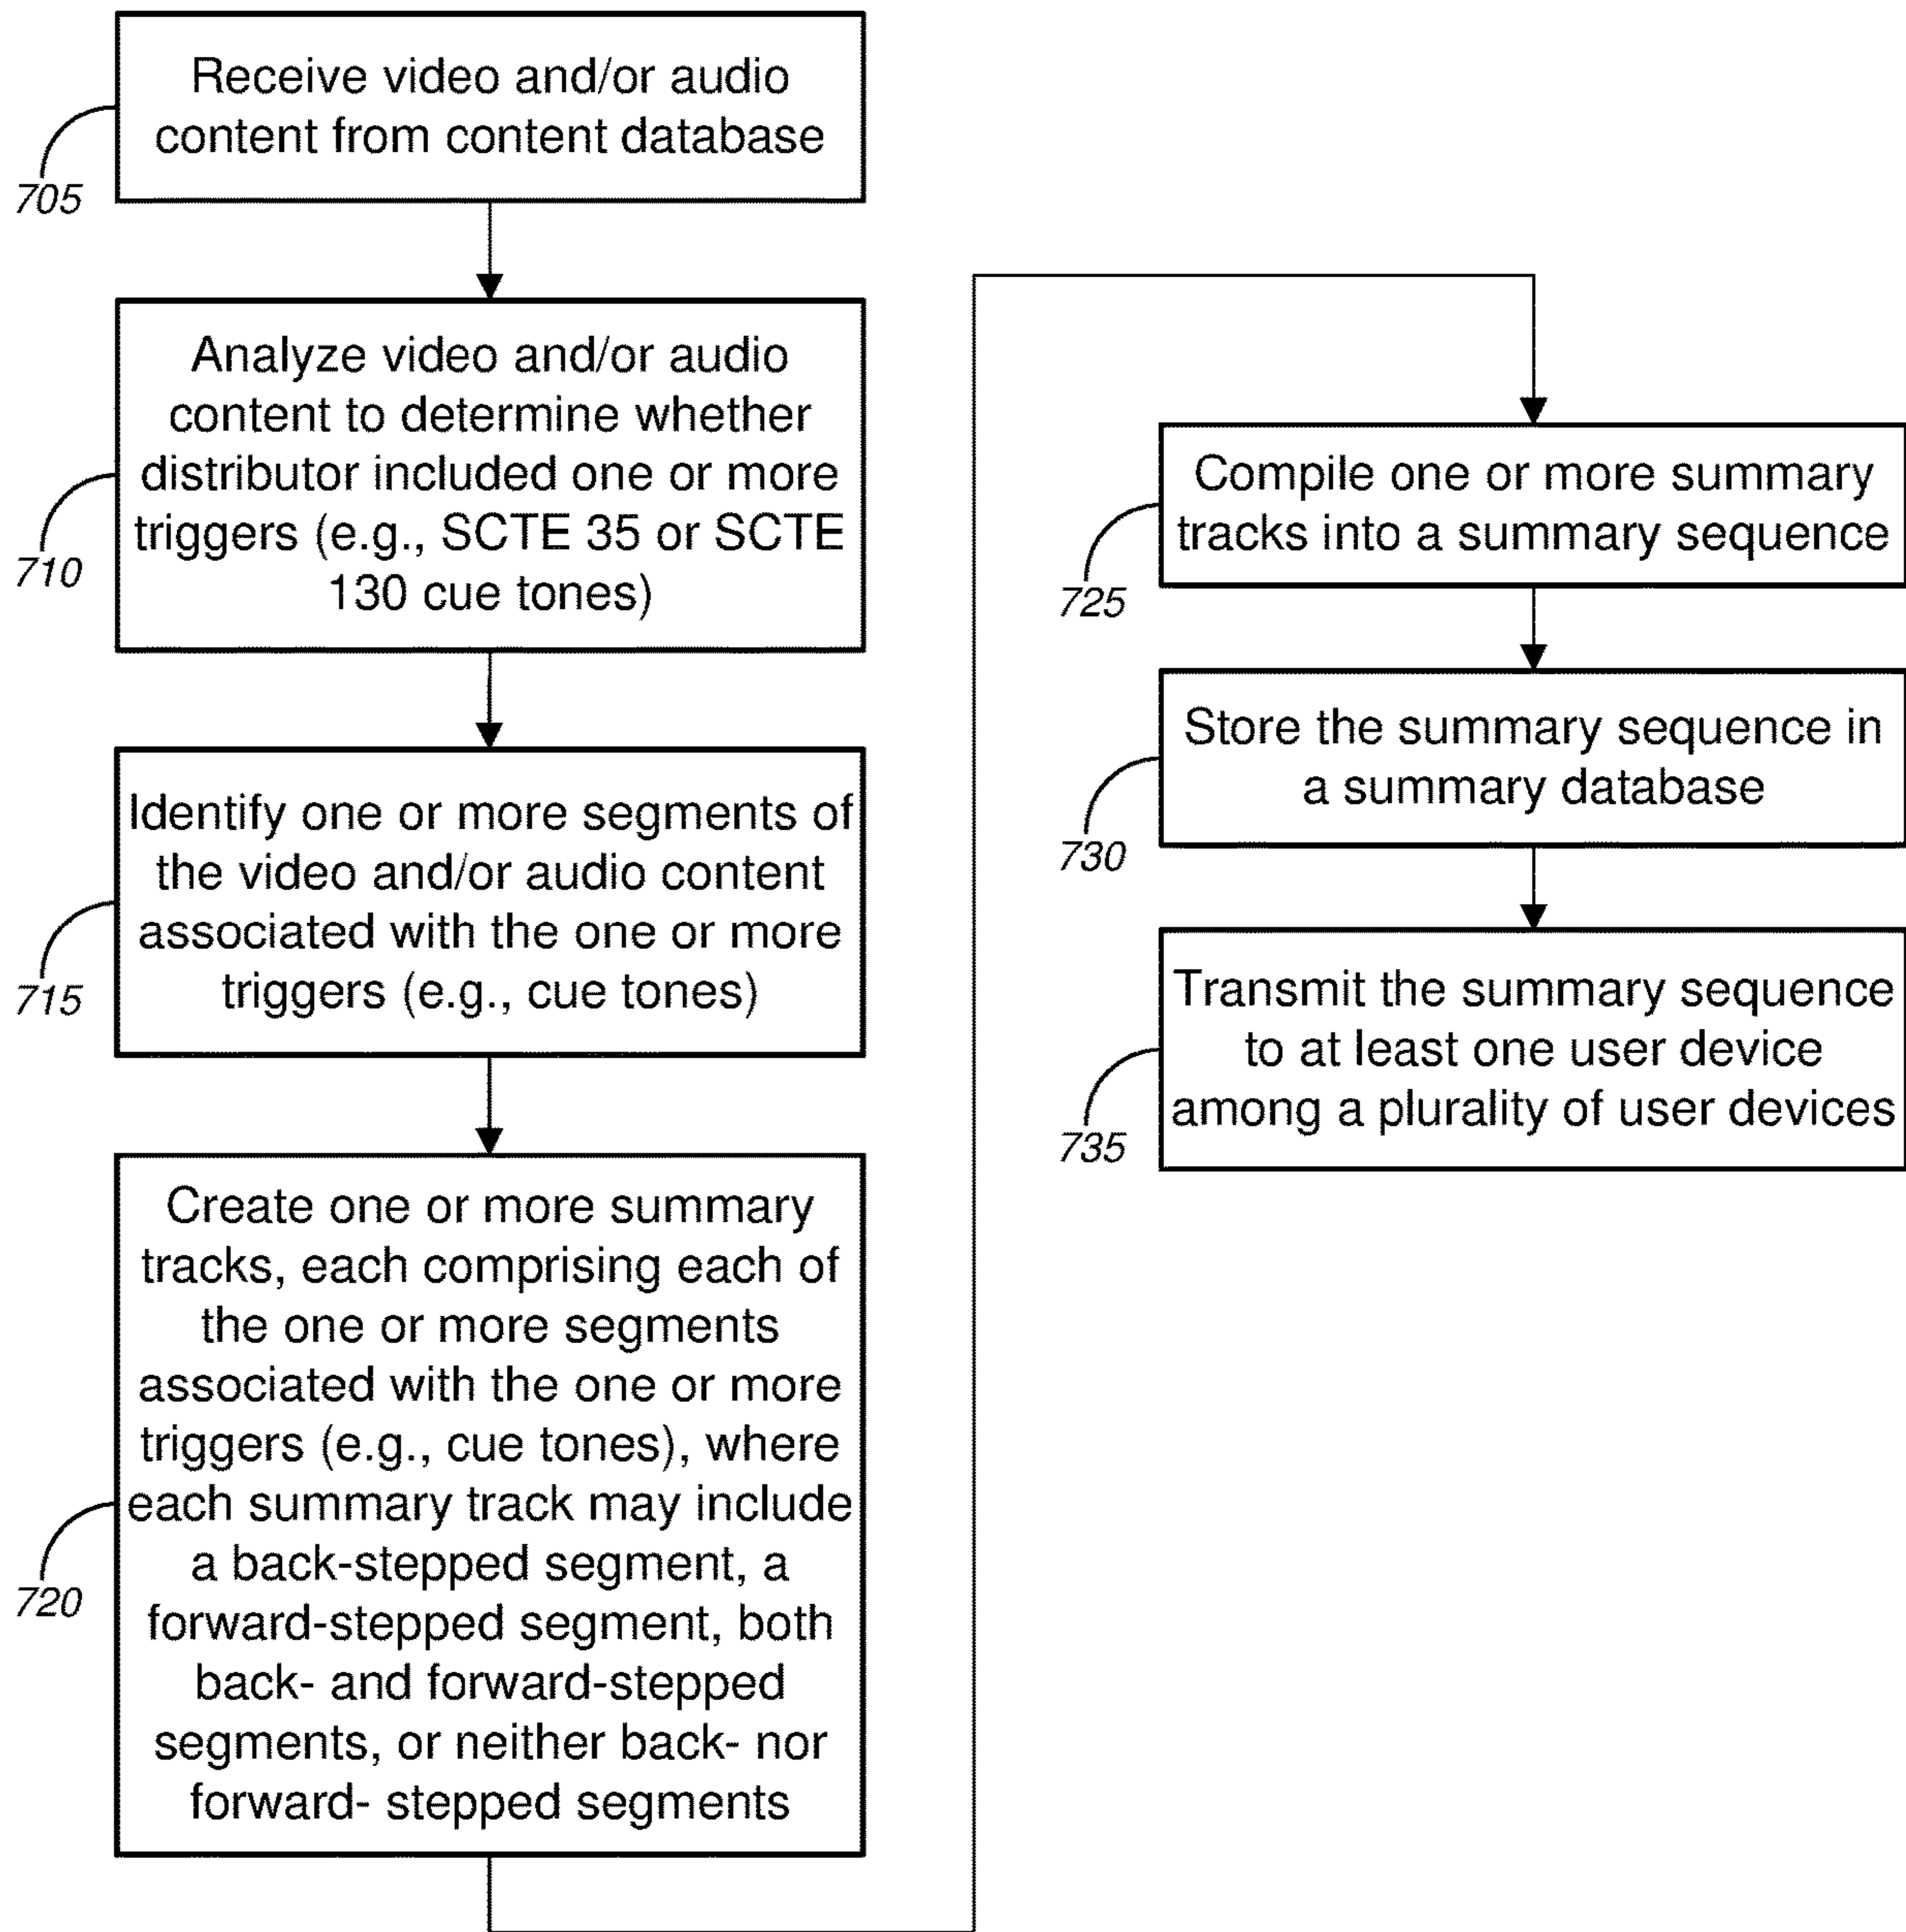 Receive video and/or audio
content from content database
705
Analyze video and/or audio
content to determine whether
distributor included one or more
triggers (e.g., SCTE 35 or SCTE
130 cue tones)
710
Identify one or more segments of
the video and/or audio content
associated with the one or more
triggers (e.g., cue tones)
715
Create one or more summary
tracks, each comprising each of
the one or more segments
associated with the one or more
triggers (e.g., cue tones), where
each summary track may include
a back-stepped segment, a
forward-stepped segment, both
back- and forward-stepped
segments, or neither back- nor
forward- stepped segments
720
Compile one or more summary
tracks into a summary sequence
725
Store the summary sequence in
a summary database
730
Transmit the summary sequence
to at least one user device
among a plurality of user devices
735